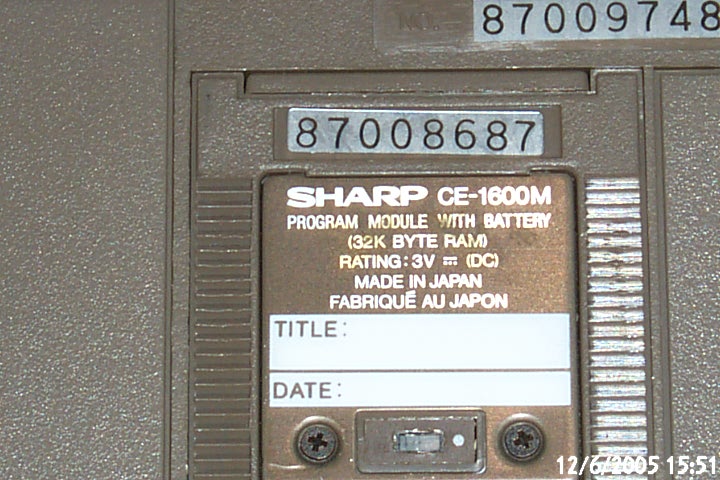 NO. 87009748
87008687
SHARP CE-1600M
PROGRAM MODULE WITH BATTERY
(32K BYTE RAM)
RATING: 3V ⎓ (DC)
MADE IN JAPAN
FABRIQUÉ AU JAPON
TITLE:
DATE:
12/6/2005 15:51